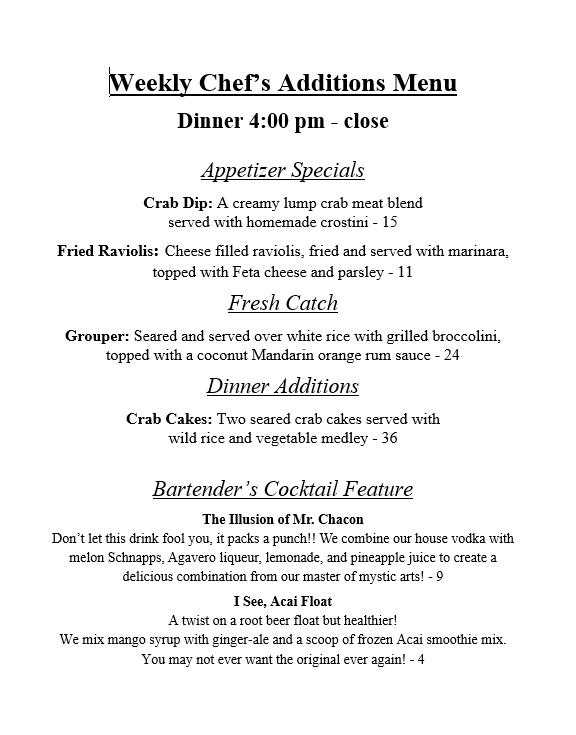 Weekly Chef’s Additions Menu
Dinner 4:00 pm - close
Appetizer Specials
Crab Dip: A creamy lump crab meat blend
served with homemade crostini - 15
Fried Raviolis: Cheese filled raviolis, fried and served with marinara,
topped with Feta cheese and parsley - 11
Fresh Catch
Grouper: Seared and served over white rice with grilled broccolini,
topped with a coconut Mandarin orange rum sauce - 24
Dinner Additions
Crab Cakes: Two seared crab cakes served with
wild rice and vegetable medley - 36
Bartender’s Cocktail Feature
The Illusion of Mr. Chacon
Don’t let this drink fool you, it packs a punch!! We combine our house vodka with
melon Schnapps, Agavero liqueur, lemonade, and pineapple juice to create a
delicious combination from our master of mystic arts! - 9
I See, Acai Float
A twist on a root beer float but healthier!
We mix mango syrup with ginger-ale and a scoop of frozen Acai smoothie mix.
You may not ever want the original ever again! - 4